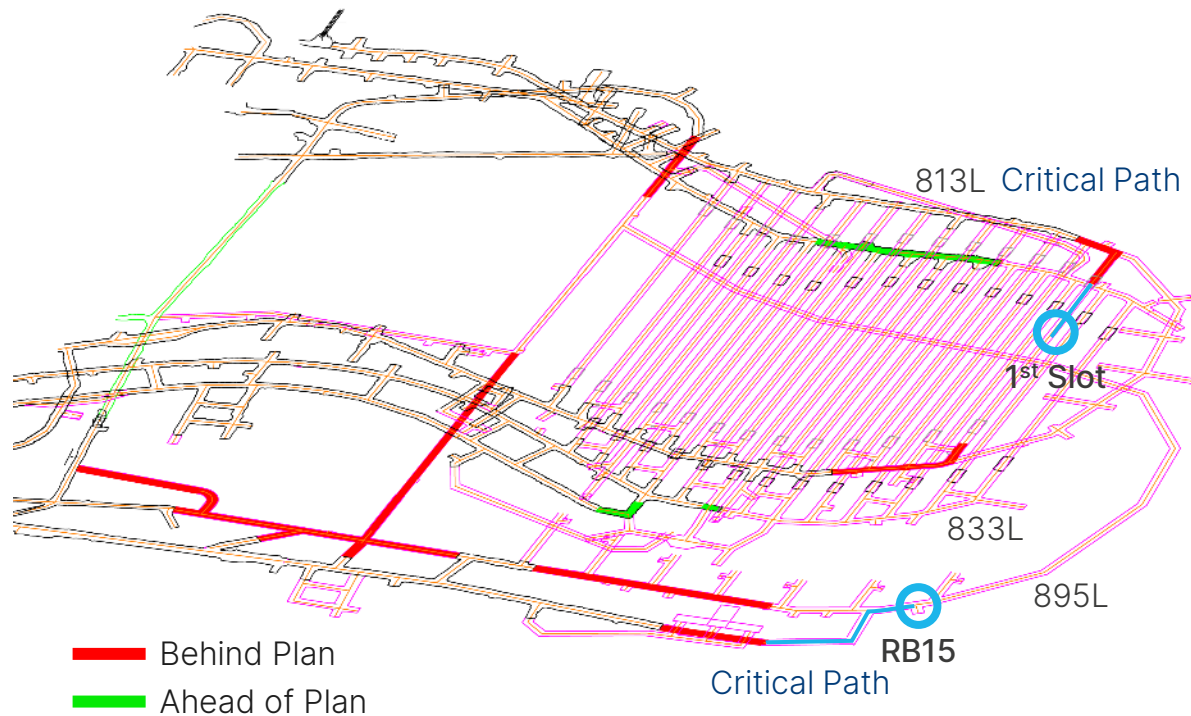 813L Critical Path
1st Slot
833L
895L
RB15
Critical Path
Behind Plan
Ahead of Plan